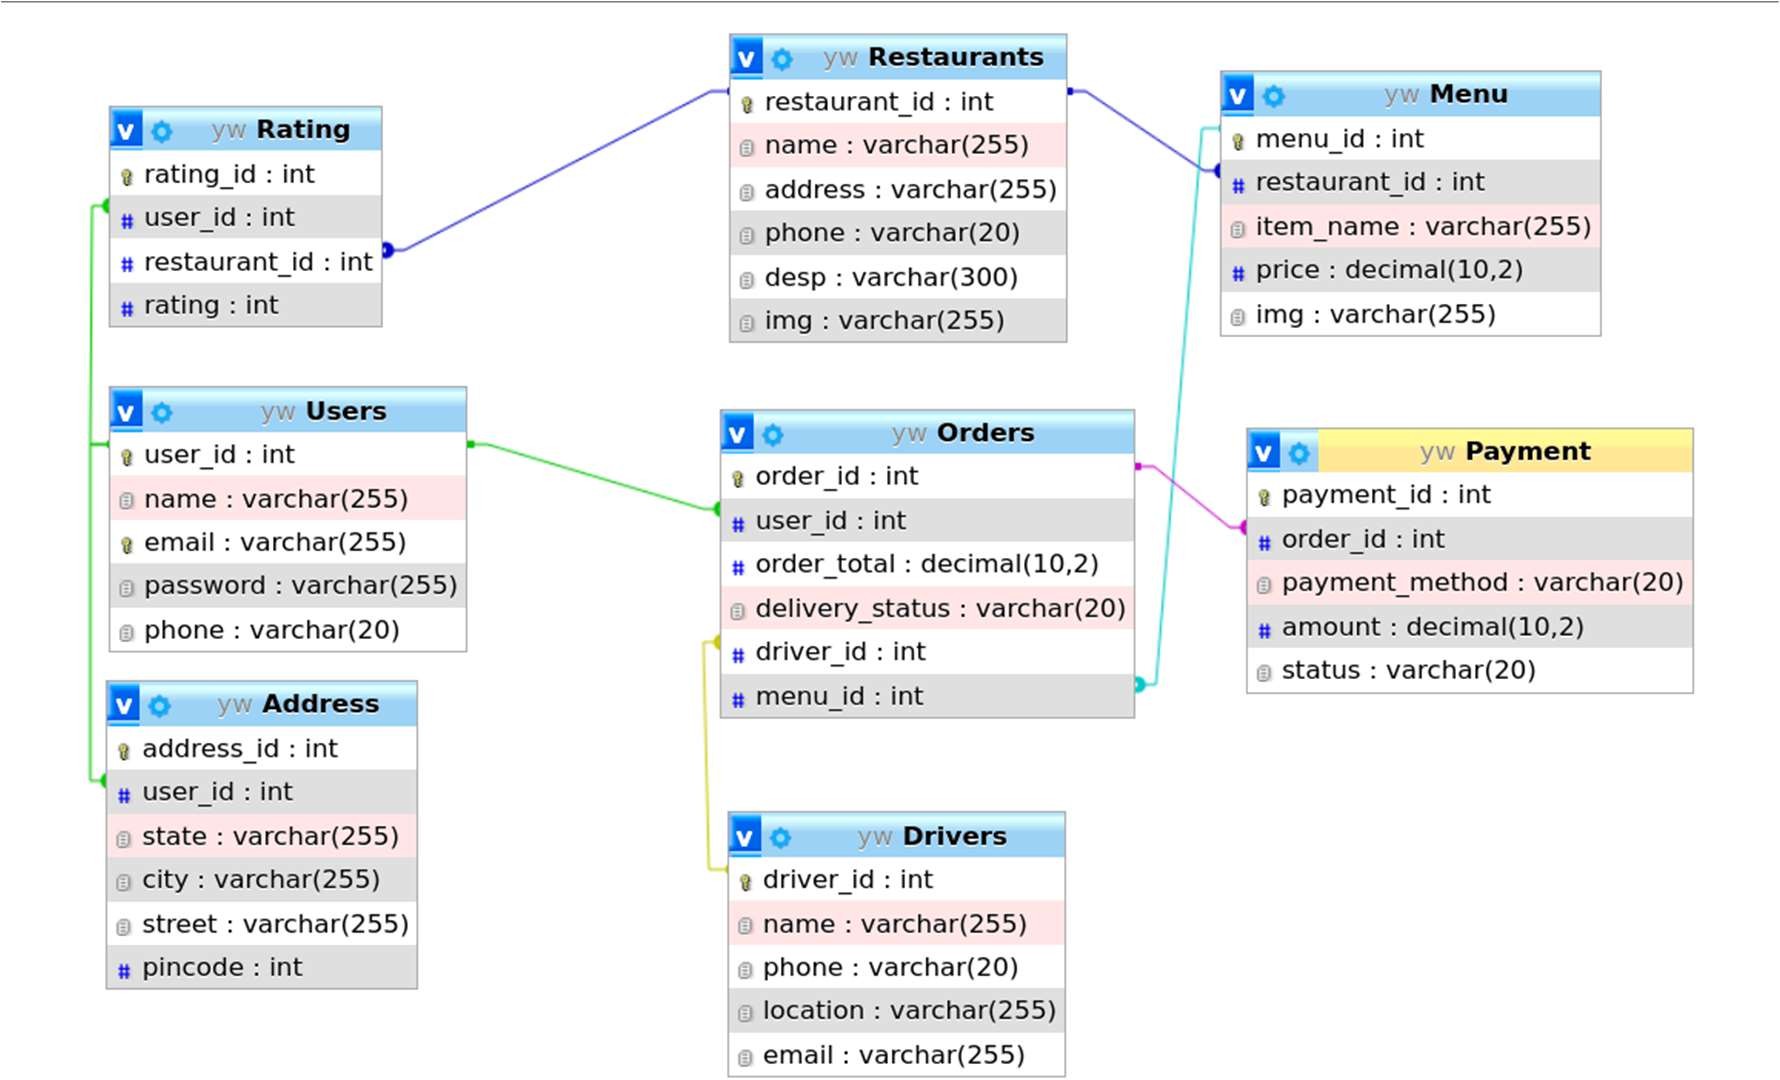 yw Restaurants
restaurant_id : int
name : varchar(255)
address : varchar(255)
phone : varchar(20)
desp : varchar(300)
img : varchar(255)
v yw Menu
menu_id : int
# restaurant_id : int
item_name : varchar(255)
# price : decimal(10,2)
img : varchar(255)
v yw Rating
rating_id : int
# user_id : int
# restaurant_id : int
# rating : int
v yw Users
user_id : int
name : varchar(255)
email : varchar(255)
password : varchar(255)
phone : varchar(20)
v yw Orders
order_id : int
# user_id : int
# order_total : decimal(10,2)
delivery_status : varchar(20)
# driver_id : int
# menu_id : int
v yw Payment
payment_id : int
# order_id : int
payment_method : varchar(20)
# amount : decimal(10,2)
status : varchar(20)
v yw Address
address_id : int
# user_id : int
state : varchar(255)
city : varchar(255)
street : varchar(255)
# pincode : int
v yw Drivers
driver_id : int
name : varchar(255)
phone : varchar(20)
location : varchar(255)
email : varchar(255)